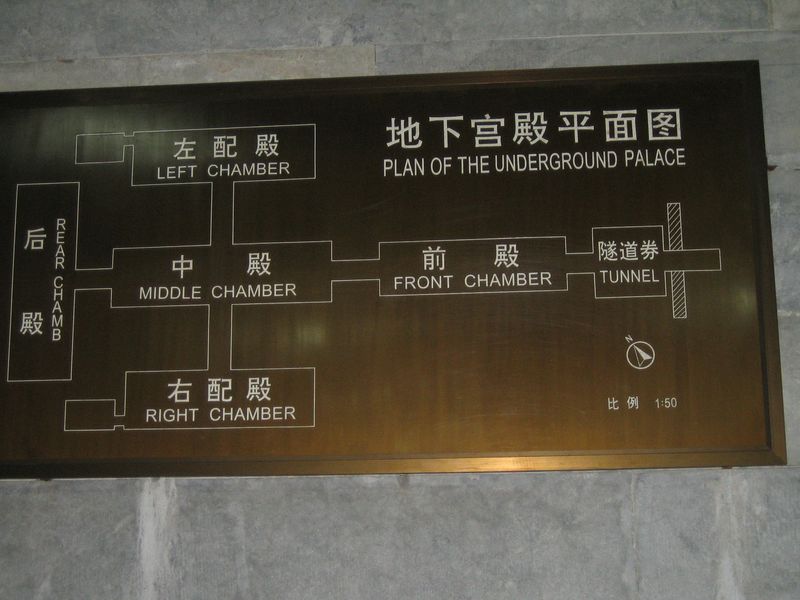 地下宫殿平面图
PLAN OF THE UNDERGROUND PALACE
左配殿
LEFT CHAMBER
后殿
REAR CHAMB
中殿
MIDDLE CHAMBER
前殿
FRONT CHAMBER
隧道券
TUNNEL
右配殿
RIGHT CHAMBER
N
比例 1:50